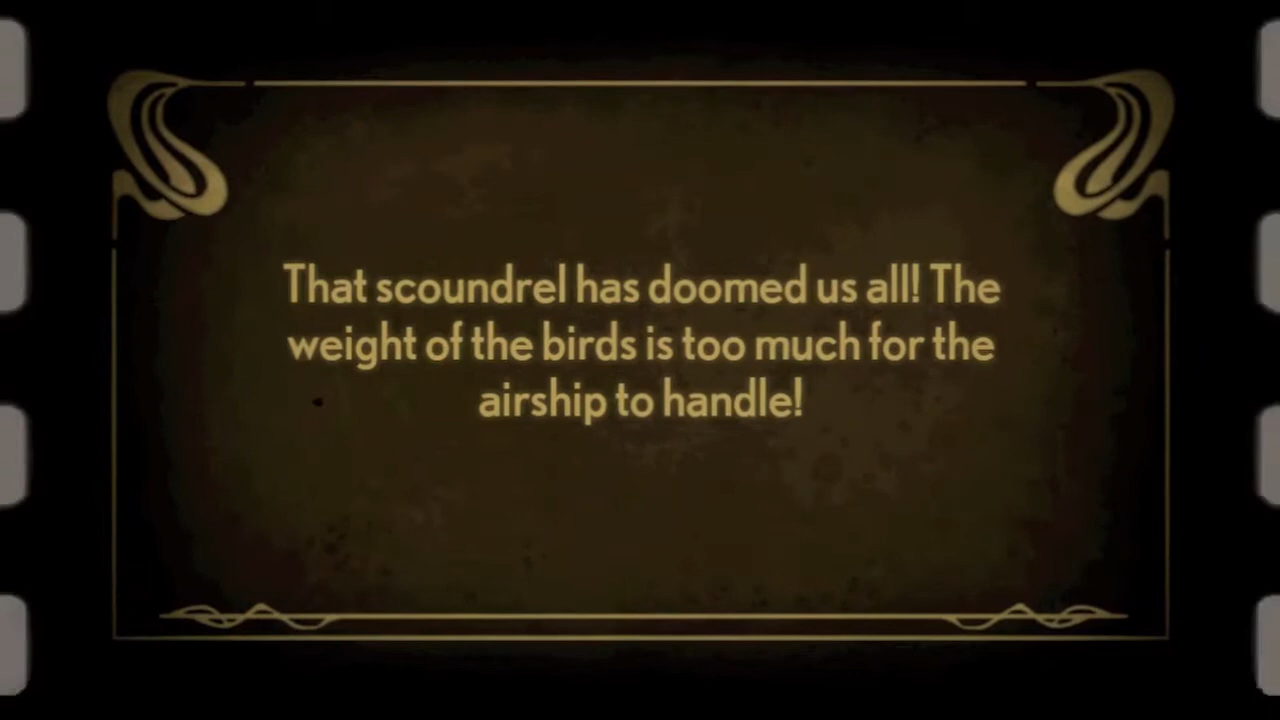 That scoundrel has doomed us all! The
weight of the birds is too much for the
airship to handle!